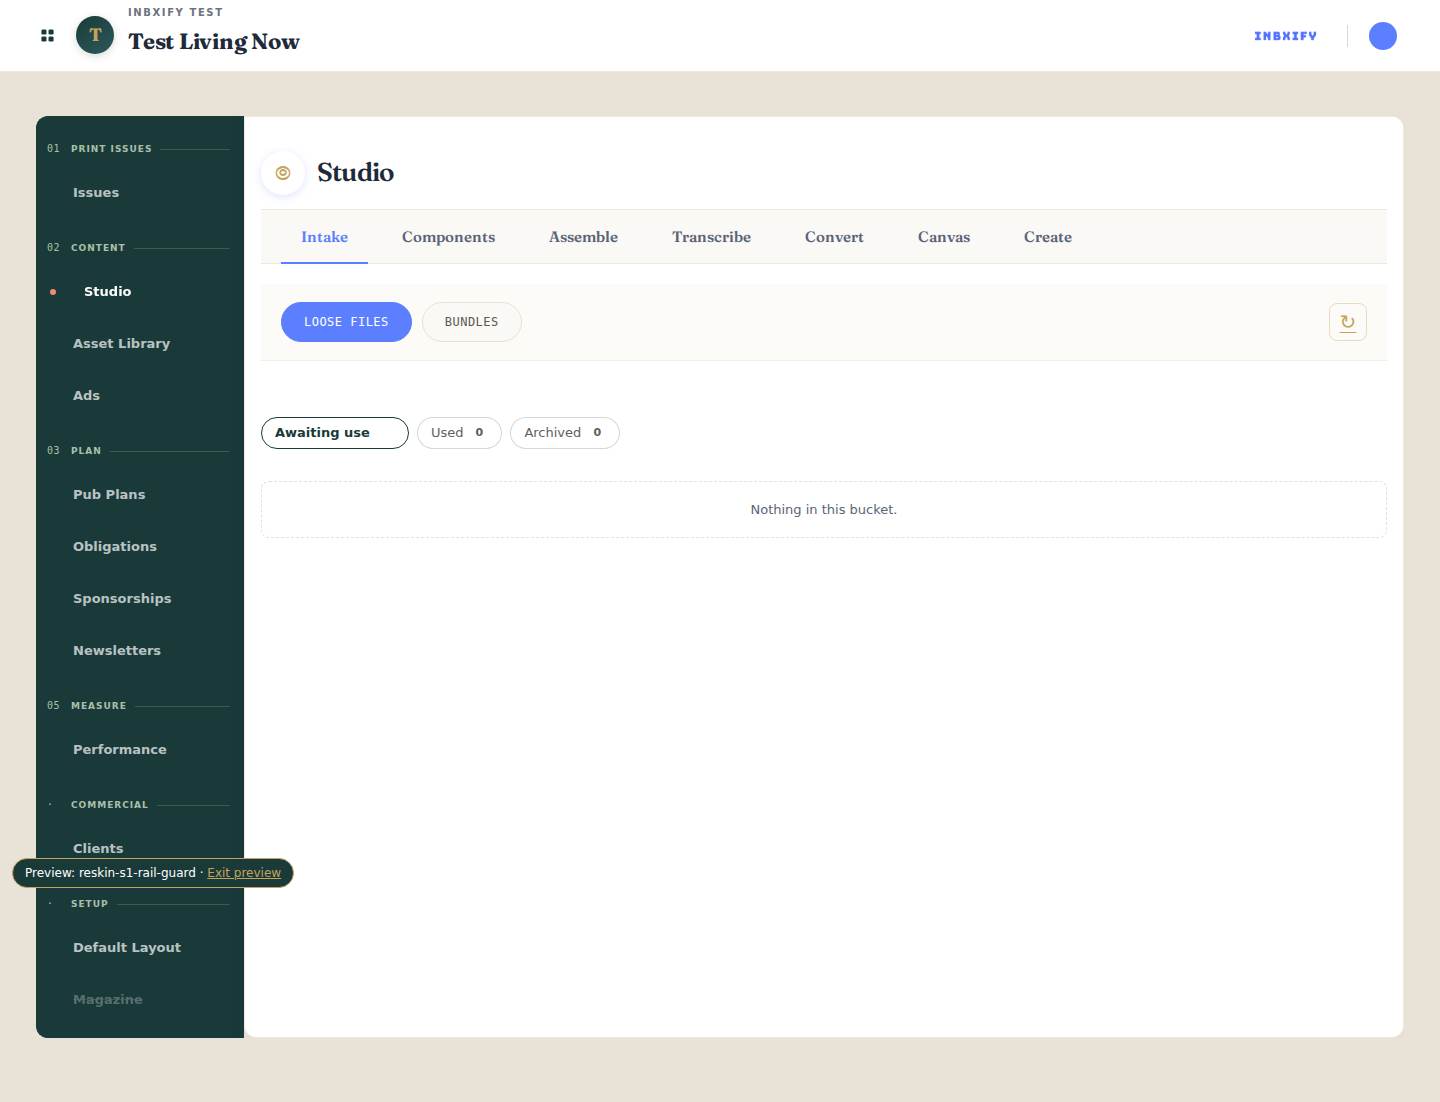 INBXIFY TEST
T
Test Living Now
INBXIFY
01 PRINT ISSUES
Issues
02 CONTENT
Studio
Asset Library
Ads
03 PLAN
Pub Plans
Obligations
Sponsorships
Newsletters
05 MEASURE
Performance
· COMMERCIAL
Clients
Preview: reskin-s1-rail-guard · Exit preview
· SETUP
Default Layout
Magazine
Studio
Intake Components Assemble Transcribe Convert Canvas Create
LOOSE FILES BUNDLES ↻
Awaiting use Used 0 Archived 0
Nothing in this bucket.